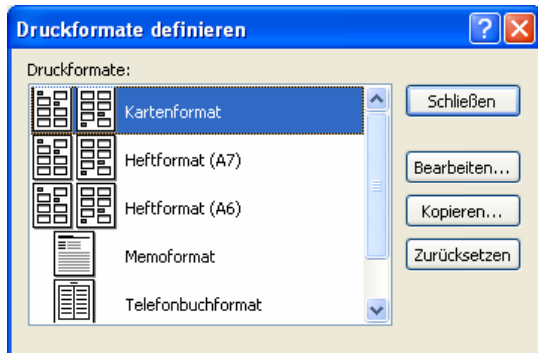 Druckformate definieren
Druckformate:
Kartenformat
Heftformat (A7)
Heftformat (A6)
Memoformat
Telefonbuchformat
Schließen
Bearbeiten...
Kopieren...
Zurücksetzen